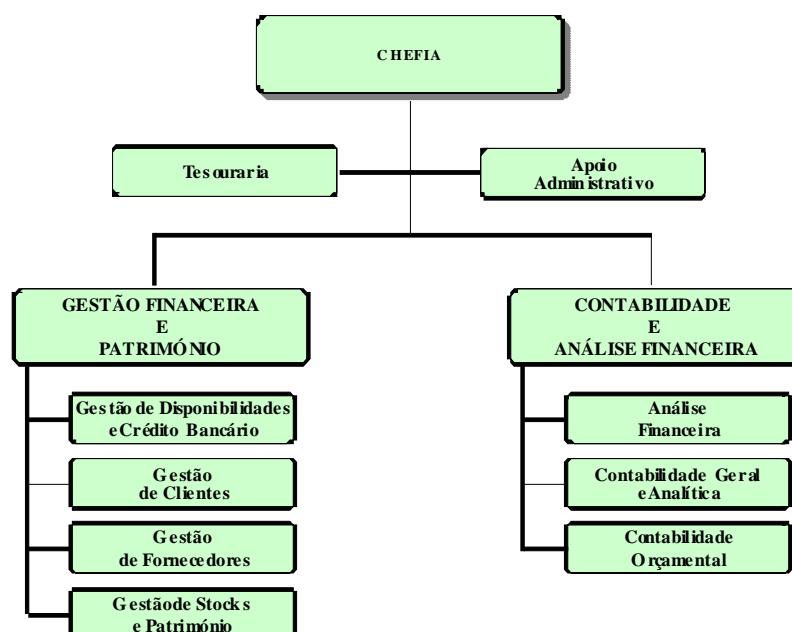 CHEFIA
Tesouraria
Apoio
Administrativo
GESTÃO FINANCEIRA
E
PATRIMÓNIO
CONTABILIDADE
E
ANÁLISE FINANCEIRA
Gestão de Disponibilidades
e Crédito Bancário
Gestão
de Clientes
Gestão
de Fornecedores
Gestão de Stocks
e Património
Análise
Financeira
Contabilidade Geral
e Analítica
Contabilidade
Orçamental